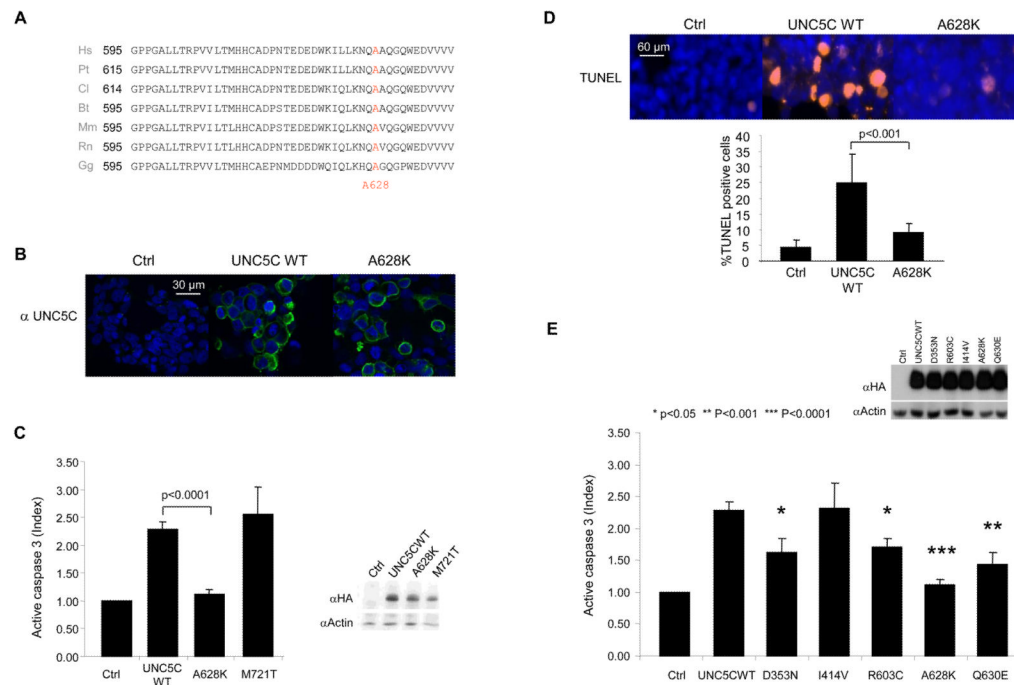 A
Hs 595 GPPGALLTRPVVLTMHHCADPNTEDEDWKILLKNQAAQGQWEDVVVV
Pt 615 GPPGALLTRPVVLTMHHCADPNTEDEDWKILLKNQAAQGQWEDVVVV
Cl 614 GPPGALLTRPVILTMHHCADPNTEDEDWKIQLKNQAAQGQWEDVVVV
Bt 595 GPPGALLTRPVILTMHHCADPSTEDEDWKIQLKNQAAQGQWEDVVVV
Mm 595 GPPGALLTRPVILTLHHCADPSTEDEDWKIQLKNQAVQGQWEDVVVV
Rn 595 GPPGALLTRPVVLTMHHCADPNTEDEDWKIQLKNQAVQGQWEDVVVV
Gg 595 GPPGALLTRPVVLTMHHCAEPNMDDDDWQIQLKHQAGQGPWEDVVVV
A628
B
Ctrl UNC5C WT A628K
30 µm
α UNC5C
C
Active caspase 3 (Index)
3.50
3.00
2.50
2.00
1.50
1.00
0.50
0.00
p<0.0001
Ctrl UNC5C WT A628K M721T
Ctrl UNC5CWT A628K M721T
αHA
αActin
D
Ctrl UNC5C WT A628K
60 µm
TUNEL
%TUNEL positive cells
40
35
30
25
20
15
10
5
0
p<0.001
Ctrl UNC5C WT A628K
E
Ctrl UNC5CWT D353N R603C I414V A628K Q630E
αHA
αActin
* p<0.05 ** P<0.001 *** P<0.0001
Active caspase 3 (Index)
3.50
3.00
2.50
2.00
1.50
1.00
0.50
0.00
* * *** **
Ctrl UNC5CWT D353N I414V R603C A628K Q630E